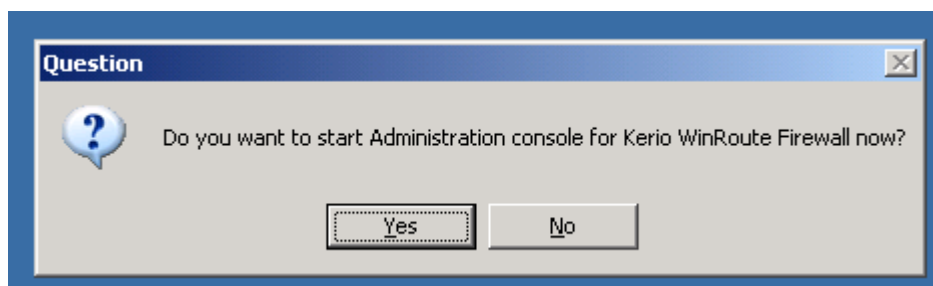 Question
Do you want to start Administration console for Kerio WinRoute Firewall now?
Yes
No